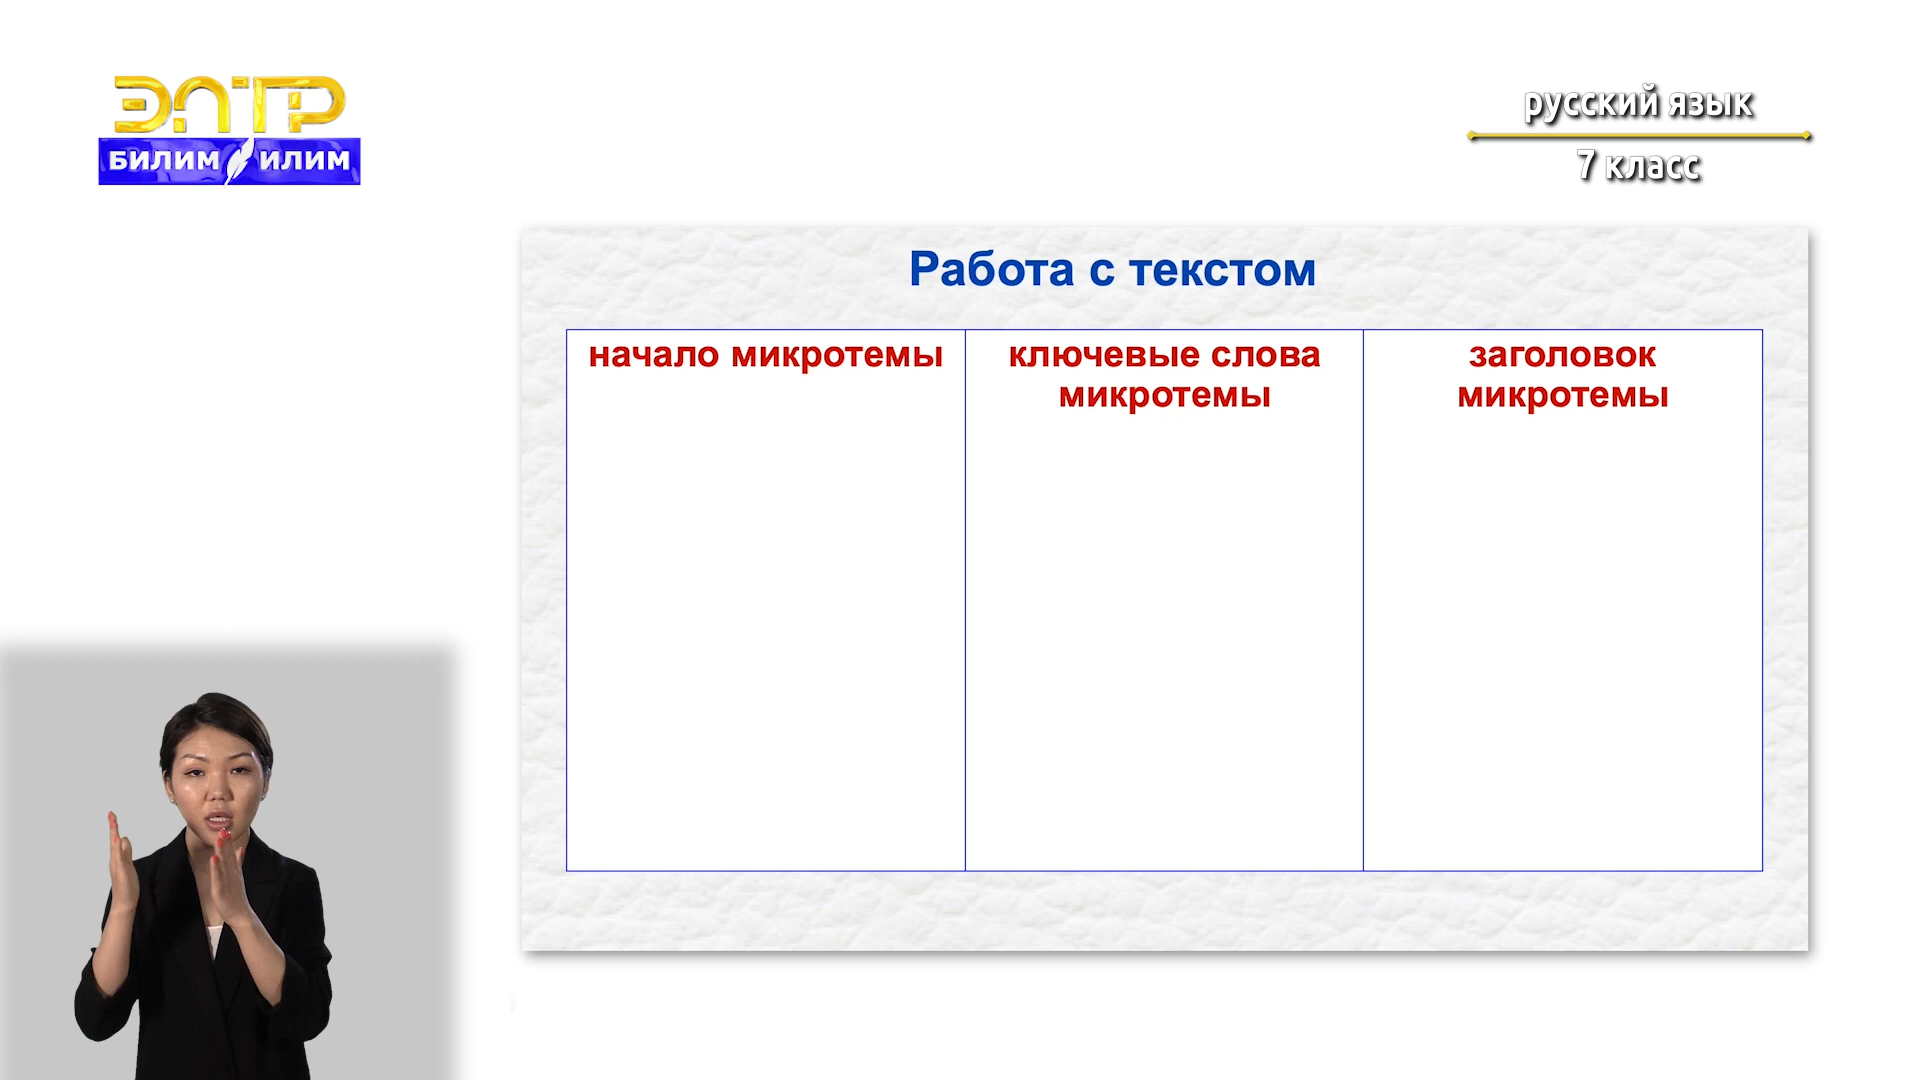 ЭЛТР
БИЛИМ ИЛИМ
русский язык
7 класс
Работа с текстом
начало микротемы
ключевые слова
микротемы
заголовок
микротемы